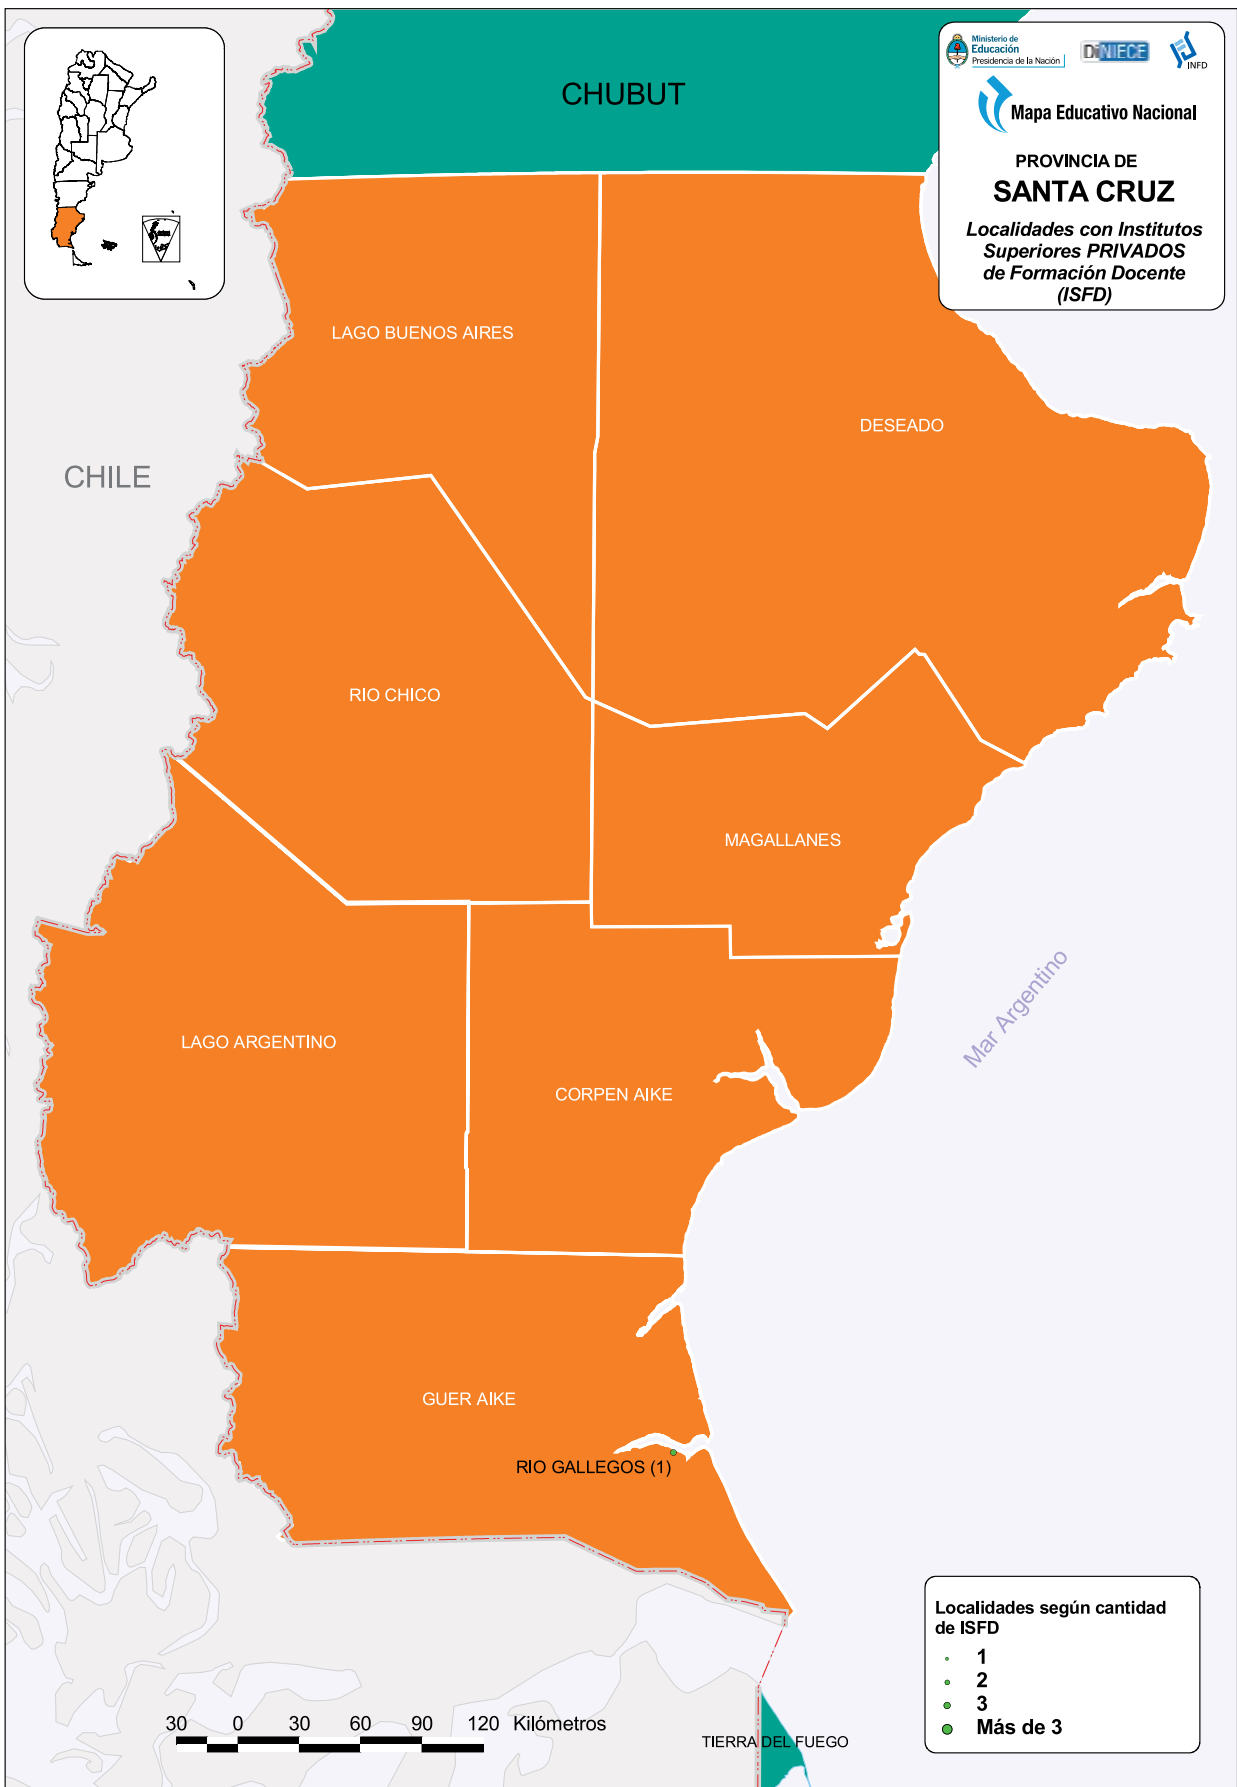 CHUBUT
Ministerio de
Educación
Presidencia de la Nación
DiNIECE
INFD
Mapa Educativo Nacional
PROVINCIA DE
SANTA CRUZ
Localidades con Institutos
Superiores PRIVADOS
de Formación Docente
(ISFD)
LAGO BUENOS AIRES
DESEADO
CHILE
RIO CHICO
MAGALLANES
Mar Argentino
LAGO ARGENTINO
CORPEN AIKE
GUER AIKE
RIO GALLEGOS (1)
Localidades según cantidad
de ISFD
1
2
3
Más de 3
30 0 30 60 90 120 Kilómetros
TIERRA DEL FUEGO